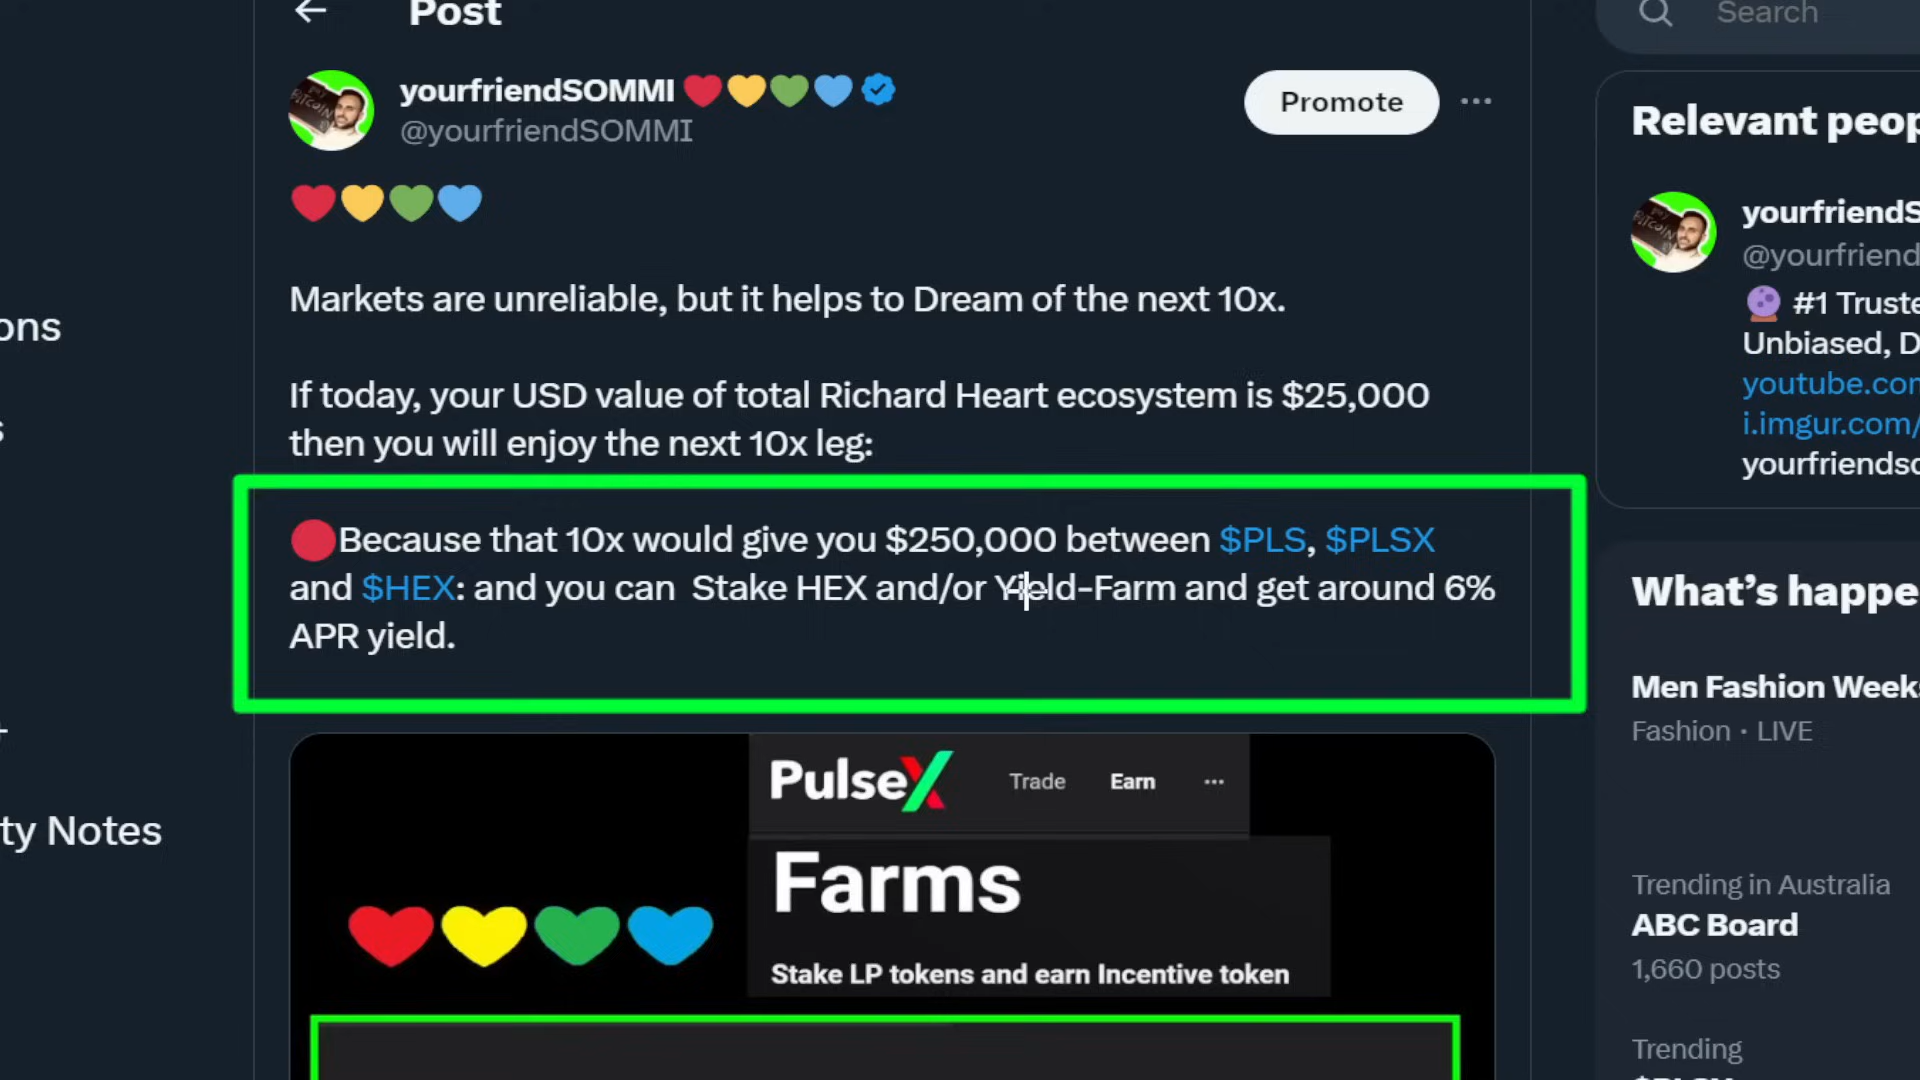 Post
Search
yourfriendSOMMI
@yourfriendSOMMI
Promote
Markets are unreliable, but it helps to Dream of the next 10x.
If today, your USD value of total Richard Heart ecosystem is $25,000
then you will enjoy the next 10x leg:
Because that 10x would give you $250,000 between $PLS, $PLSX
and $HEX: and you can Stake HEX and/or Yield-Farm and get around 6%
APR yield.
PulseX
Trade
Earn
Farms
Stake LP tokens and earn Incentive token
ons
s
ty Notes
Relevant peop
yourfriendS
@yourfriend
#1 Truste
Unbiased, D
youtube.con
i.imgur.com/
yourfriendsc
What's happe
Men Fashion Weeks
Fashion · LIVE
Trending in Australia
ABC Board
1,660 posts
Trending